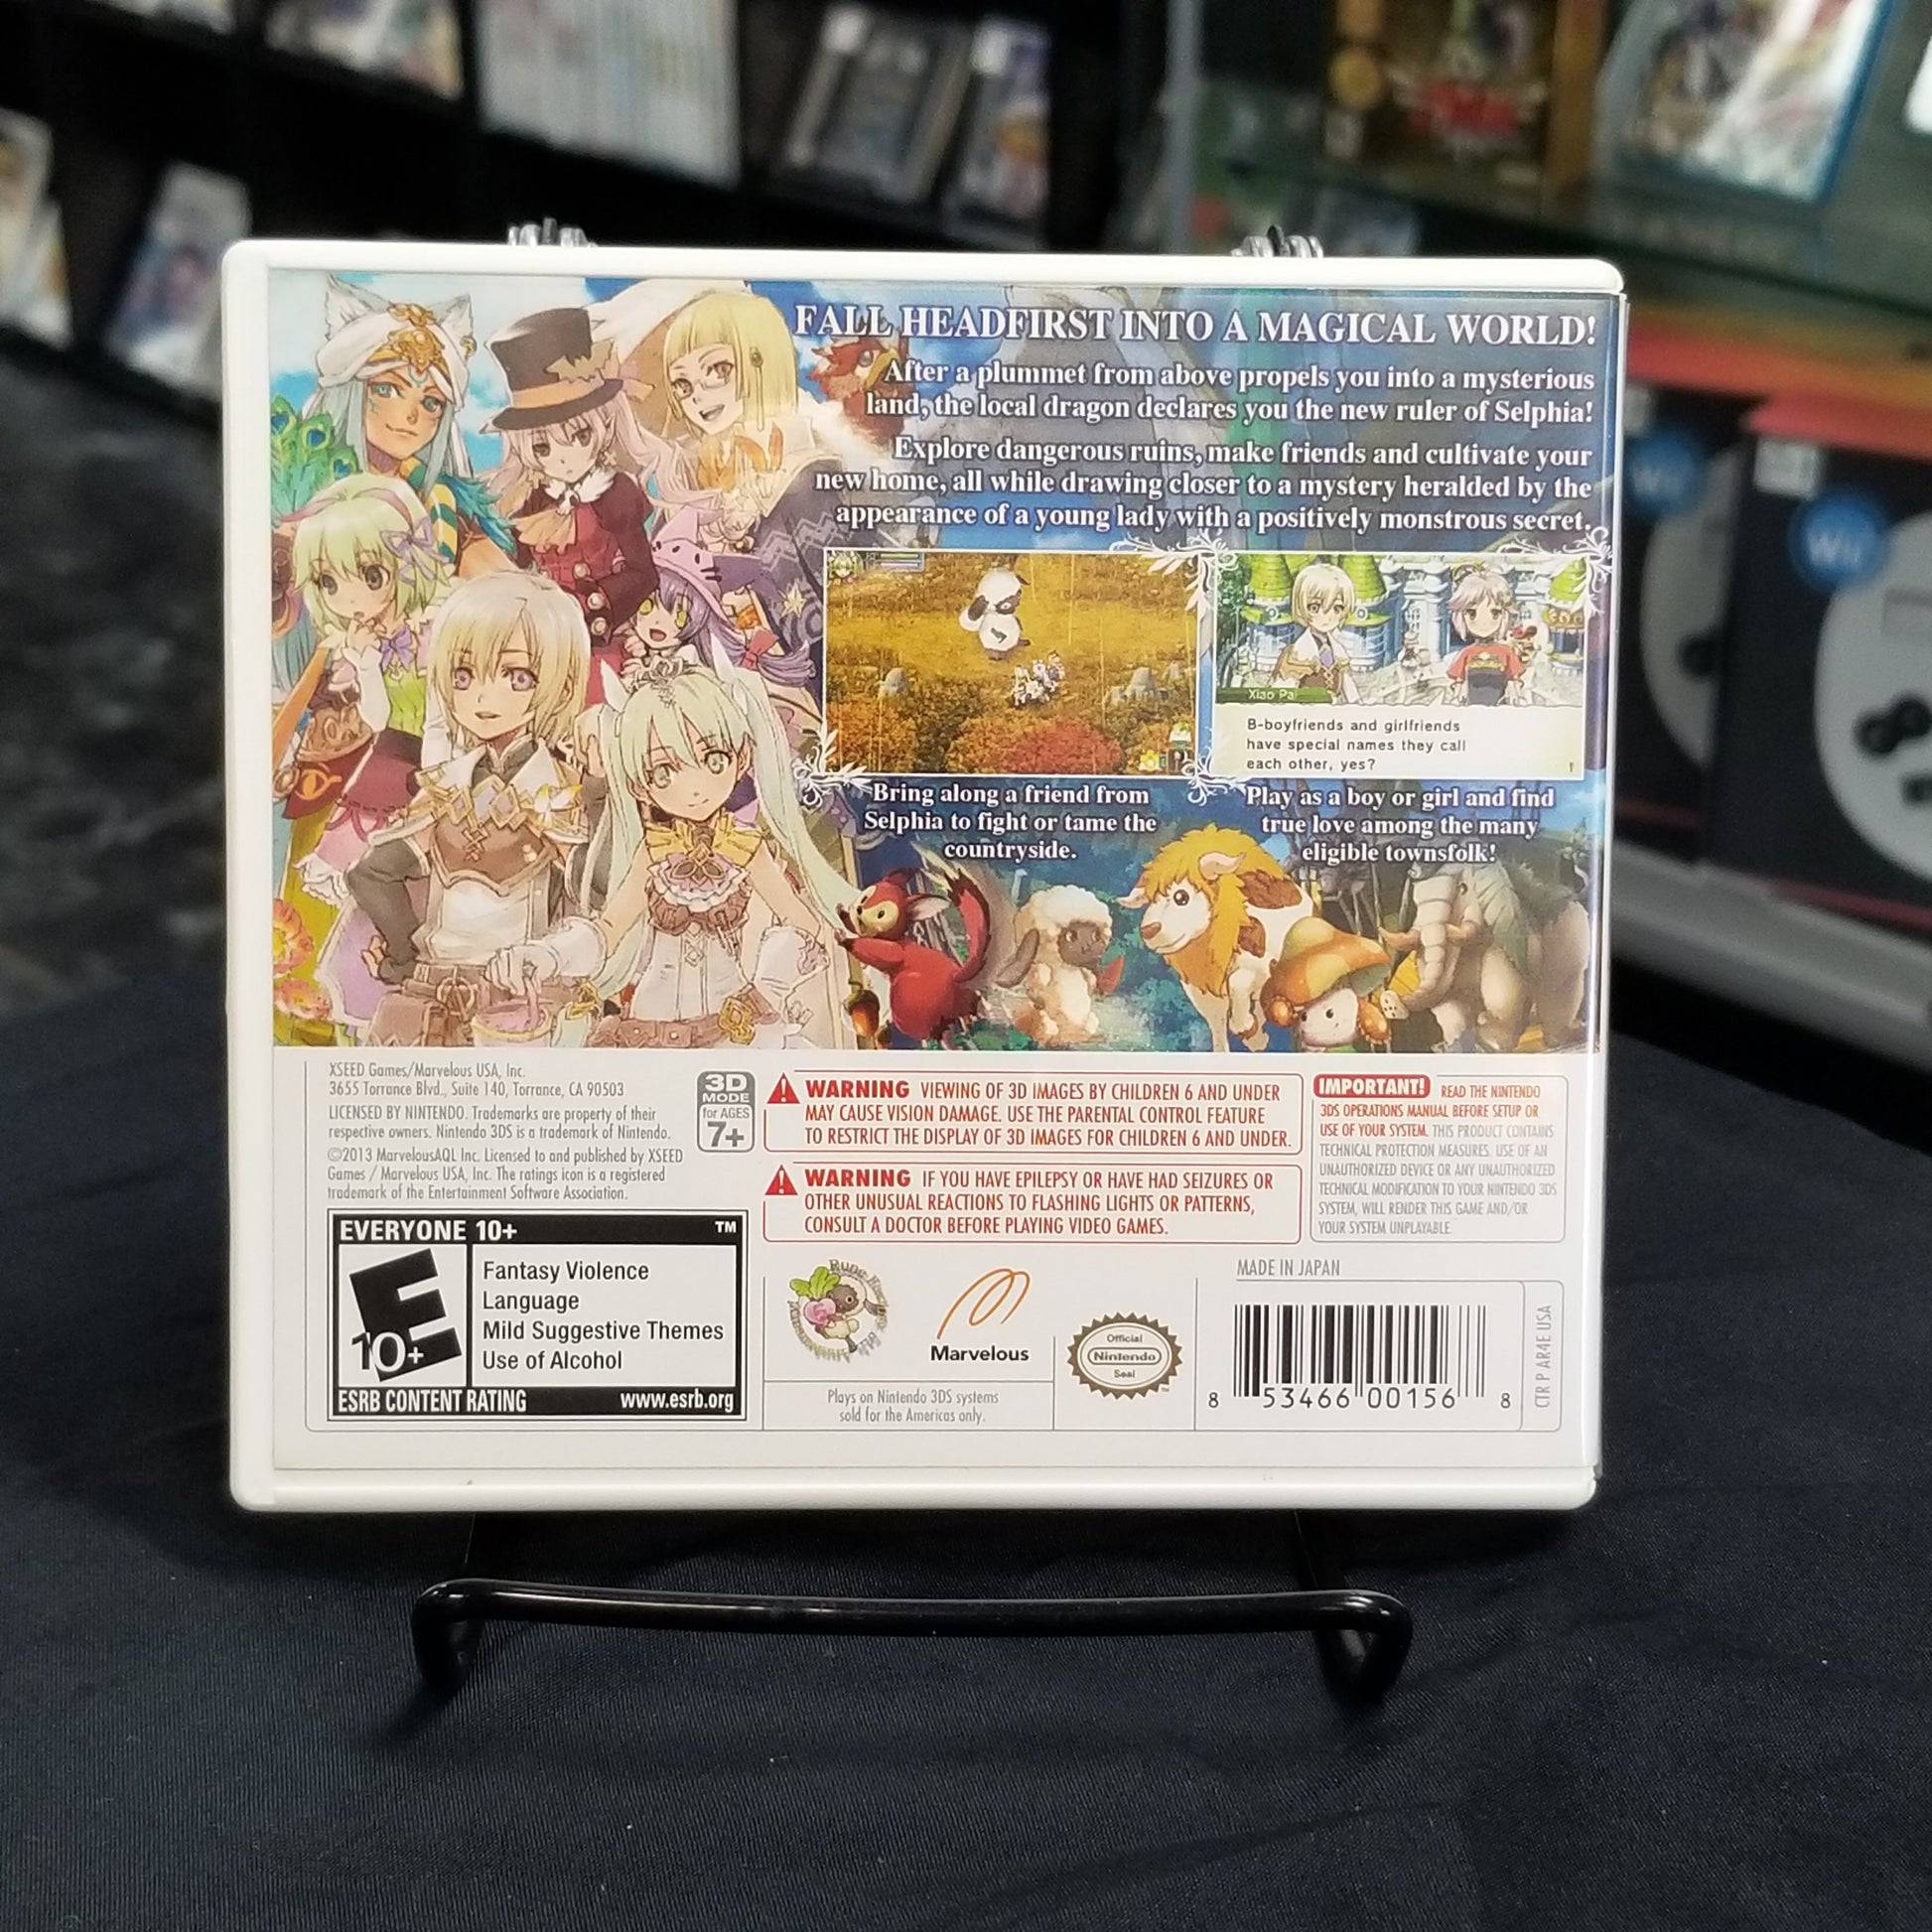 FALL HEADFIRST INTO A MAGICAL WORLD!
After a plummet from above propels you into a mysterious
land, the local dragon declares you the new ruler of Selphia!
Explore dangerous ruins, make friends and cultivate your
new home, all while drawing closer to a mystery heralded by the
appearance of a young lady with a positively monstrous secret.
Xiao Pai
B-boyfriends and girlfriends
have special names they call
each other, yes?
Bring along a friend from
Selphia to fight or tame the
countryside.
Play as a boy or girl and find
true love among the many
eligible townsfolk!
XSEED Games/Marvelous USA, Inc.
3655 Torrance Blvd., Suite 140, Torrance, CA 90503
LICENSED BY NINTENDO. Trademarks are property of their
respective owners. Nintendo 3DS is a trademark of Nintendo.
©2013 MarvelousAQL Inc. Licensed to and published by XSEED
Games / Marvelous USA, Inc. The ratings icon is a registered
trademark of the Entertainment Software Association.
3D
MODE
for AGES
7+
WARNING VIEWING OF 3D IMAGES BY CHILDREN 6 AND UNDER
MAY CAUSE VISION DAMAGE. USE THE PARENTAL CONTROL FEATURE
TO RESTRICT THE DISPLAY OF 3D IMAGES FOR CHILDREN 6 AND UNDER.
WARNING IF YOU HAVE EPILEPSY OR HAVE HAD SEIZURES OR
OTHER UNUSUAL REACTIONS TO FLASHING LIGHTS OR PATTERNS,
CONSULT A DOCTOR BEFORE PLAYING VIDEO GAMES.
IMPORTANT! READ THE NINTENDO
3DS OPERATIONS MANUAL BEFORE SETUP OR
USE OF YOUR SYSTEM. THIS PRODUCT CONTAINS
TECHNICAL PROTECTION MEASURES. USE OF AN
UNAUTHORIZED DEVICE OR ANY UNAUTHORIZED
TECHNICAL MODIFICATION TO YOUR NINTENDO 3DS
SYSTEM, WILL RENDER THIS GAME AND/OR
YOUR SYSTEM UNPLAYABLE.
EVERYONE 10+ ™
E
10+
Fantasy Violence
Language
Mild Suggestive Themes
Use of Alcohol
ESRB CONTENT RATING www.esrb.org
Rune Factory
Marvelous
Plays on Nintendo 3DS systems
sold for the Americas only.
Official
Nintendo
Seal
MADE IN JAPAN
8 53466 00156 8
CTR P AR4E USA
Wii
Wii